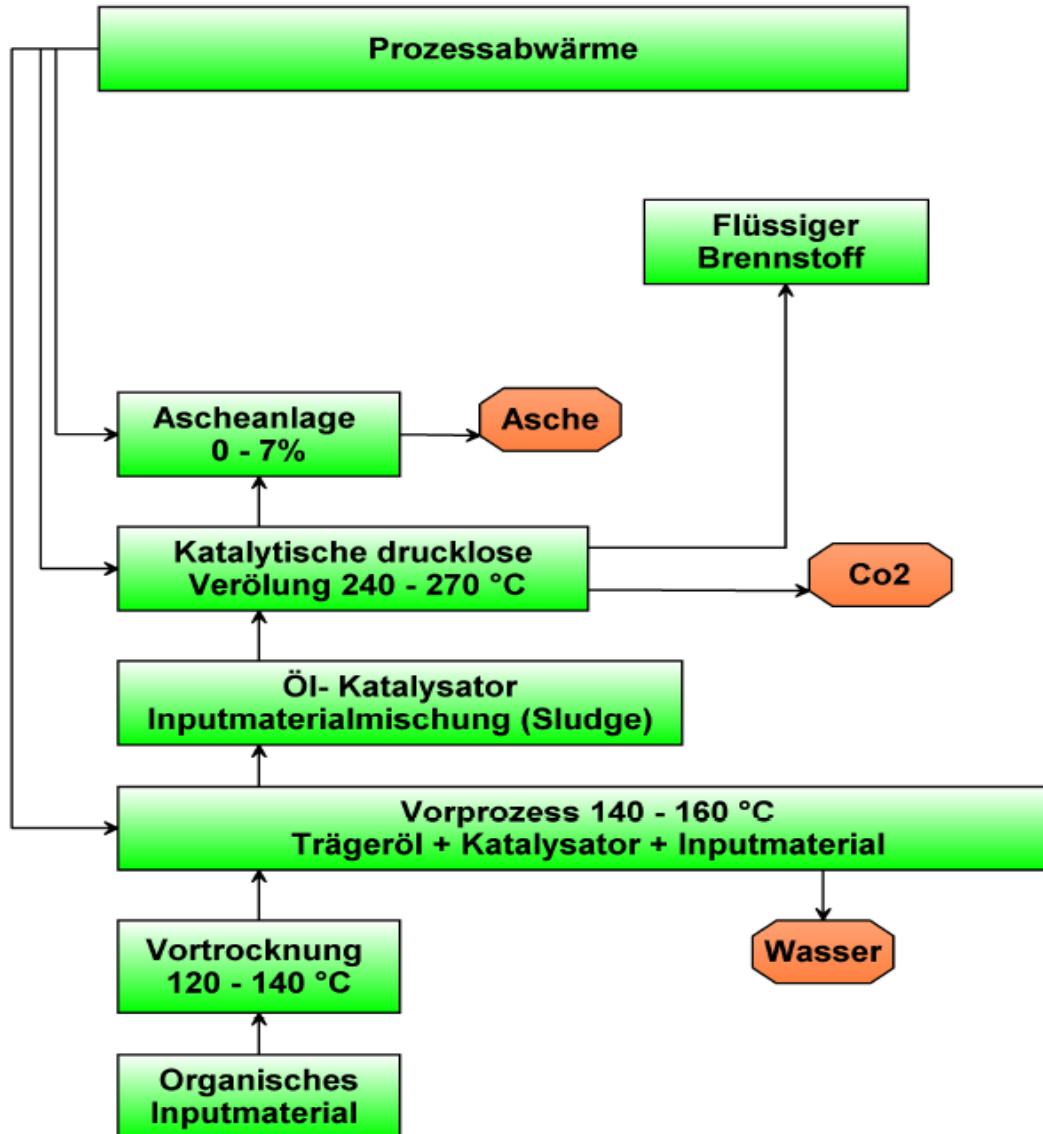 Prozessabwärme
Flüssiger
Brennstoff
Ascheanlage
0 - 7%
Asche
Katalytische drucklose
Verölung 240 - 270 °C
Co2
Öl- Katalysator
Inputmaterialmischung (Sludge)
Vorprozess 140 - 160 °C
Trägeröl + Katalysator + Inputmaterial
Vortrocknung
120 - 140 °C
Wasser
Organisches
Inputmaterial